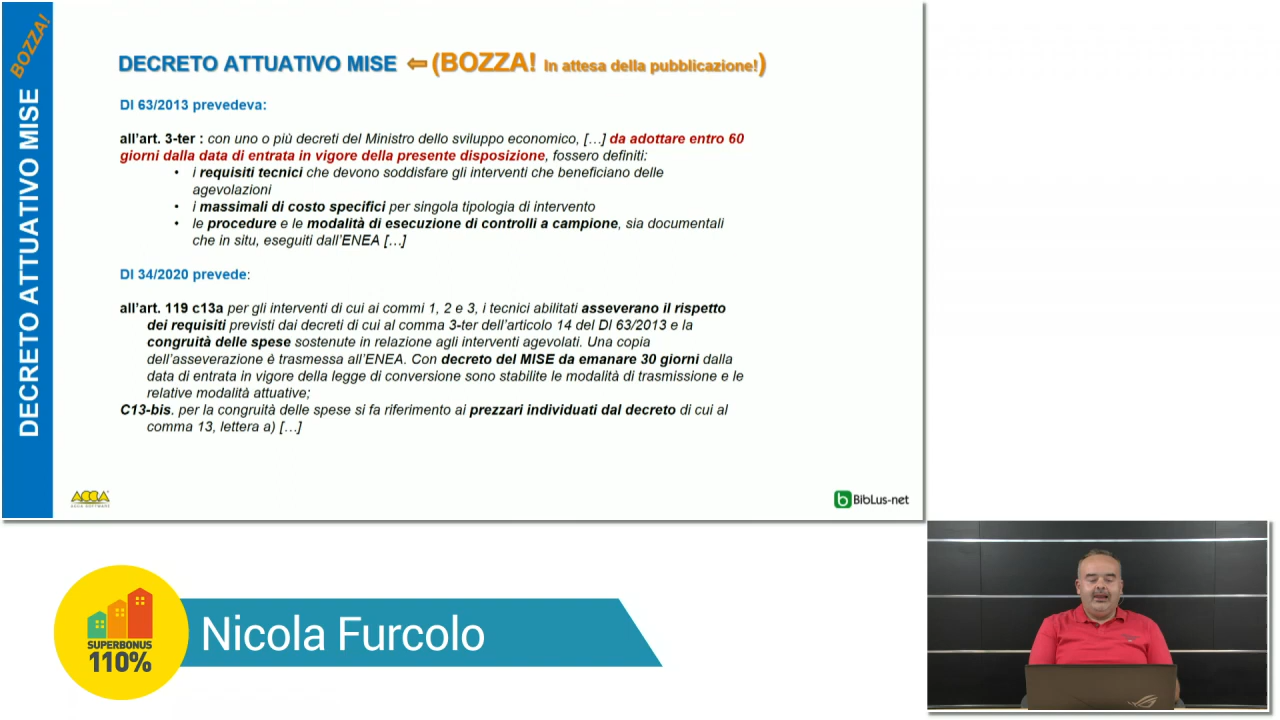 BOZZA!
DECRETO ATTUATIVO MISE
DECRETO ATTUATIVO MISE ⇦ (BOZZA! In attesa della pubblicazione!)
Dl 63/2013 prevedeva:
all'art. 3-ter : con uno o più decreti del Ministro dello sviluppo economico, […] da adottare entro 60
giorni dalla data di entrata in vigore della presente disposizione, fossero definiti:
• i requisiti tecnici che devono soddisfare gli interventi che beneficiano delle
agevolazioni
• i massimali di costo specifici per singola tipologia di intervento
• le procedure e le modalità di esecuzione di controlli a campione, sia documentali
che in situ, eseguiti dall'ENEA […]
Dl 34/2020 prevede:
all'art. 119 c13a per gli interventi di cui ai commi 1, 2 e 3, i tecnici abilitati asseverano il rispetto
dei requisiti previsti dai decreti di cui al comma 3-ter dell'articolo 14 del Dl 63/2013 e la
congruità delle spese sostenute in relazione agli interventi agevolati. Una copia
dell'asseverazione è trasmessa all'ENEA. Con decreto del MISE da emanare 30 giorni dalla
data di entrata in vigore della legge di conversione sono stabilite le modalità di trasmissione e le
relative modalità attuative;
C13-bis. per la congruità delle spese si fa riferimento ai prezzari individuati dal decreto di cui al
comma 13, lettera a) […]
ACCA
ACCA SOFTWARE
BibLus-net
SUPERBONUS
110%
Nicola Furcolo